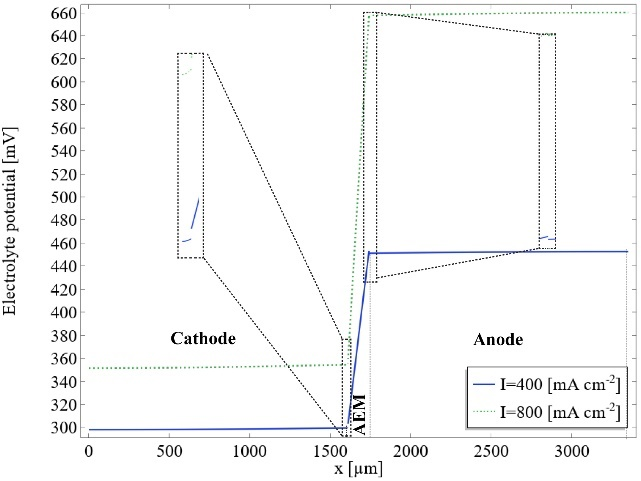 660
640
620
600
580
560
540
520
500
480
460
440
420
400
380
360
340
320
300
Electrolyte potential [mV]
Cathode
AEM
Anode
I=400 [mA cm-2]
I=800 [mA cm-2]
0 500 1000 1500 2000 2500 3000
x [µm]